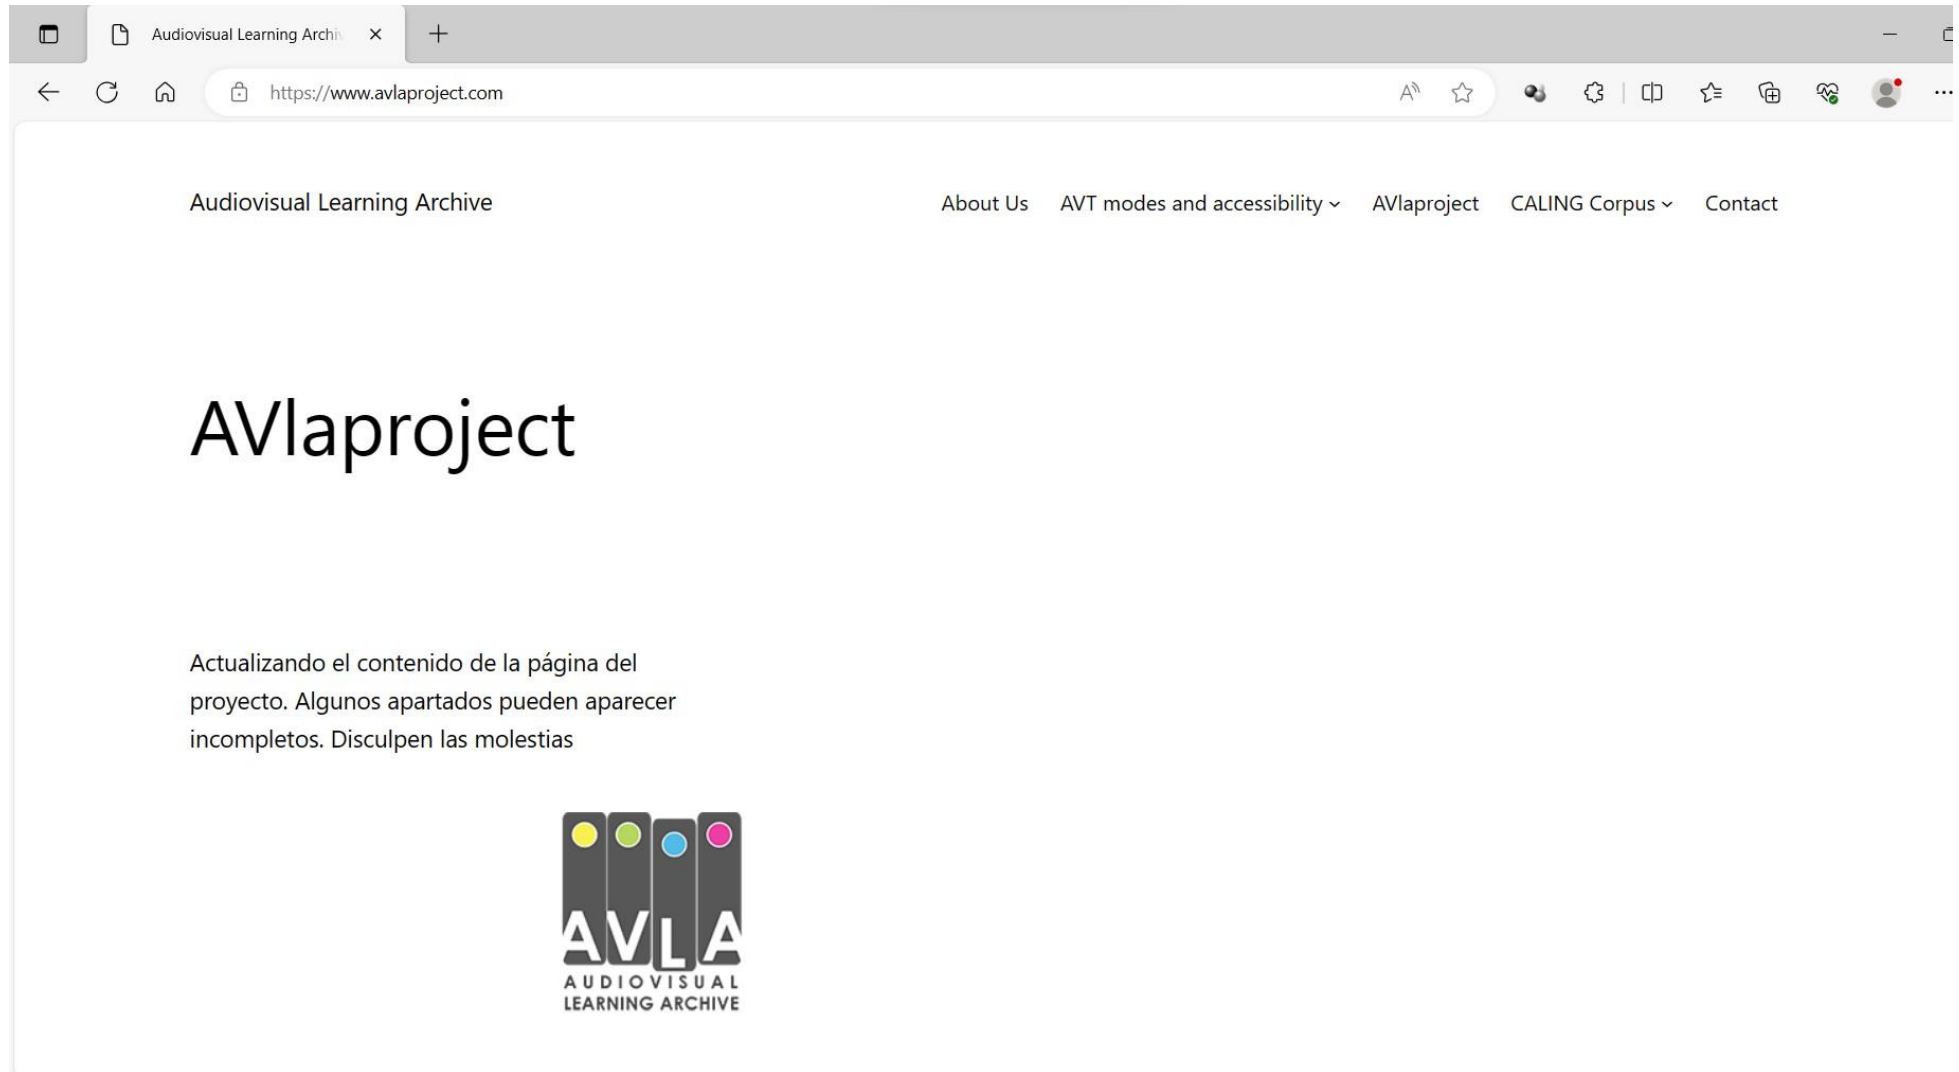 Audiovisual Learning Archi
https://www.avlaproject.com
Audiovisual Learning Archive
About Us AVT modes and accessibility AVlaproject CALING Corpus Contact
AVlaproject
Actualizando el contenido de la página del
proyecto. Algunos apartados pueden aparecer
incompletos. Disculpen las molestias
AVLA
AUDIOVISUAL
LEARNING ARCHIVE